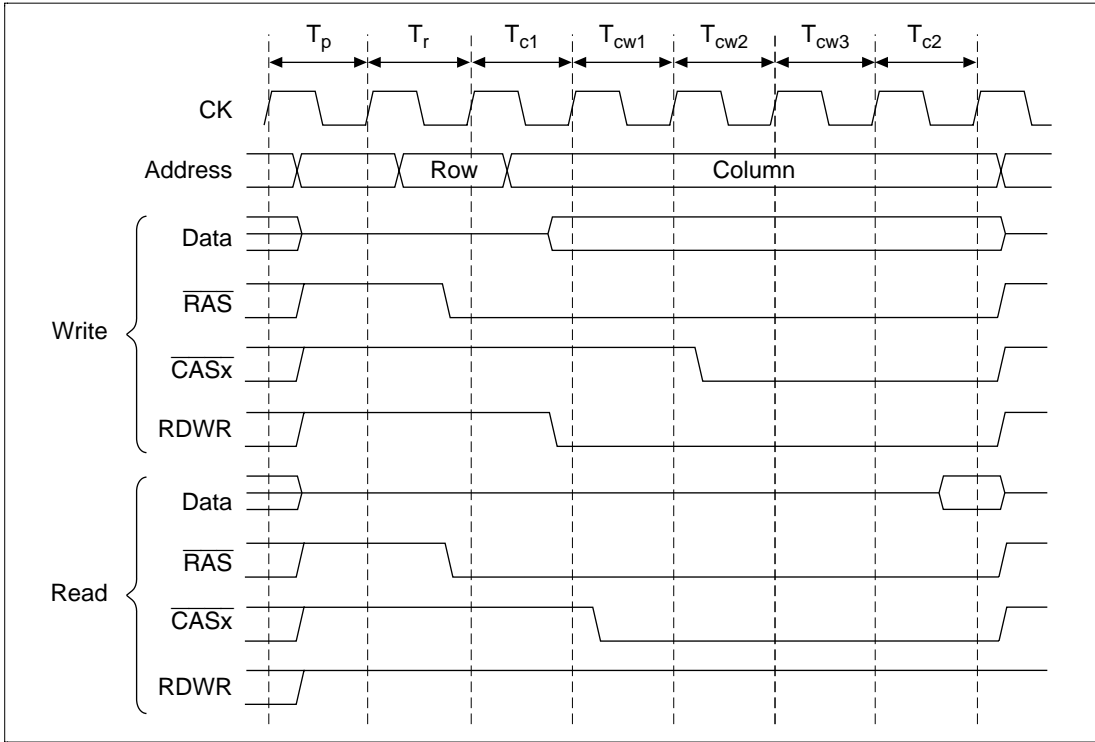 Tp Tr Tc1 Tcw1 Tcw2 Tcw3 Tc2
CK
Address Row Column
Write
Data
RAS
CASx
RDWR
Read
Data
RAS
CASx
RDWR